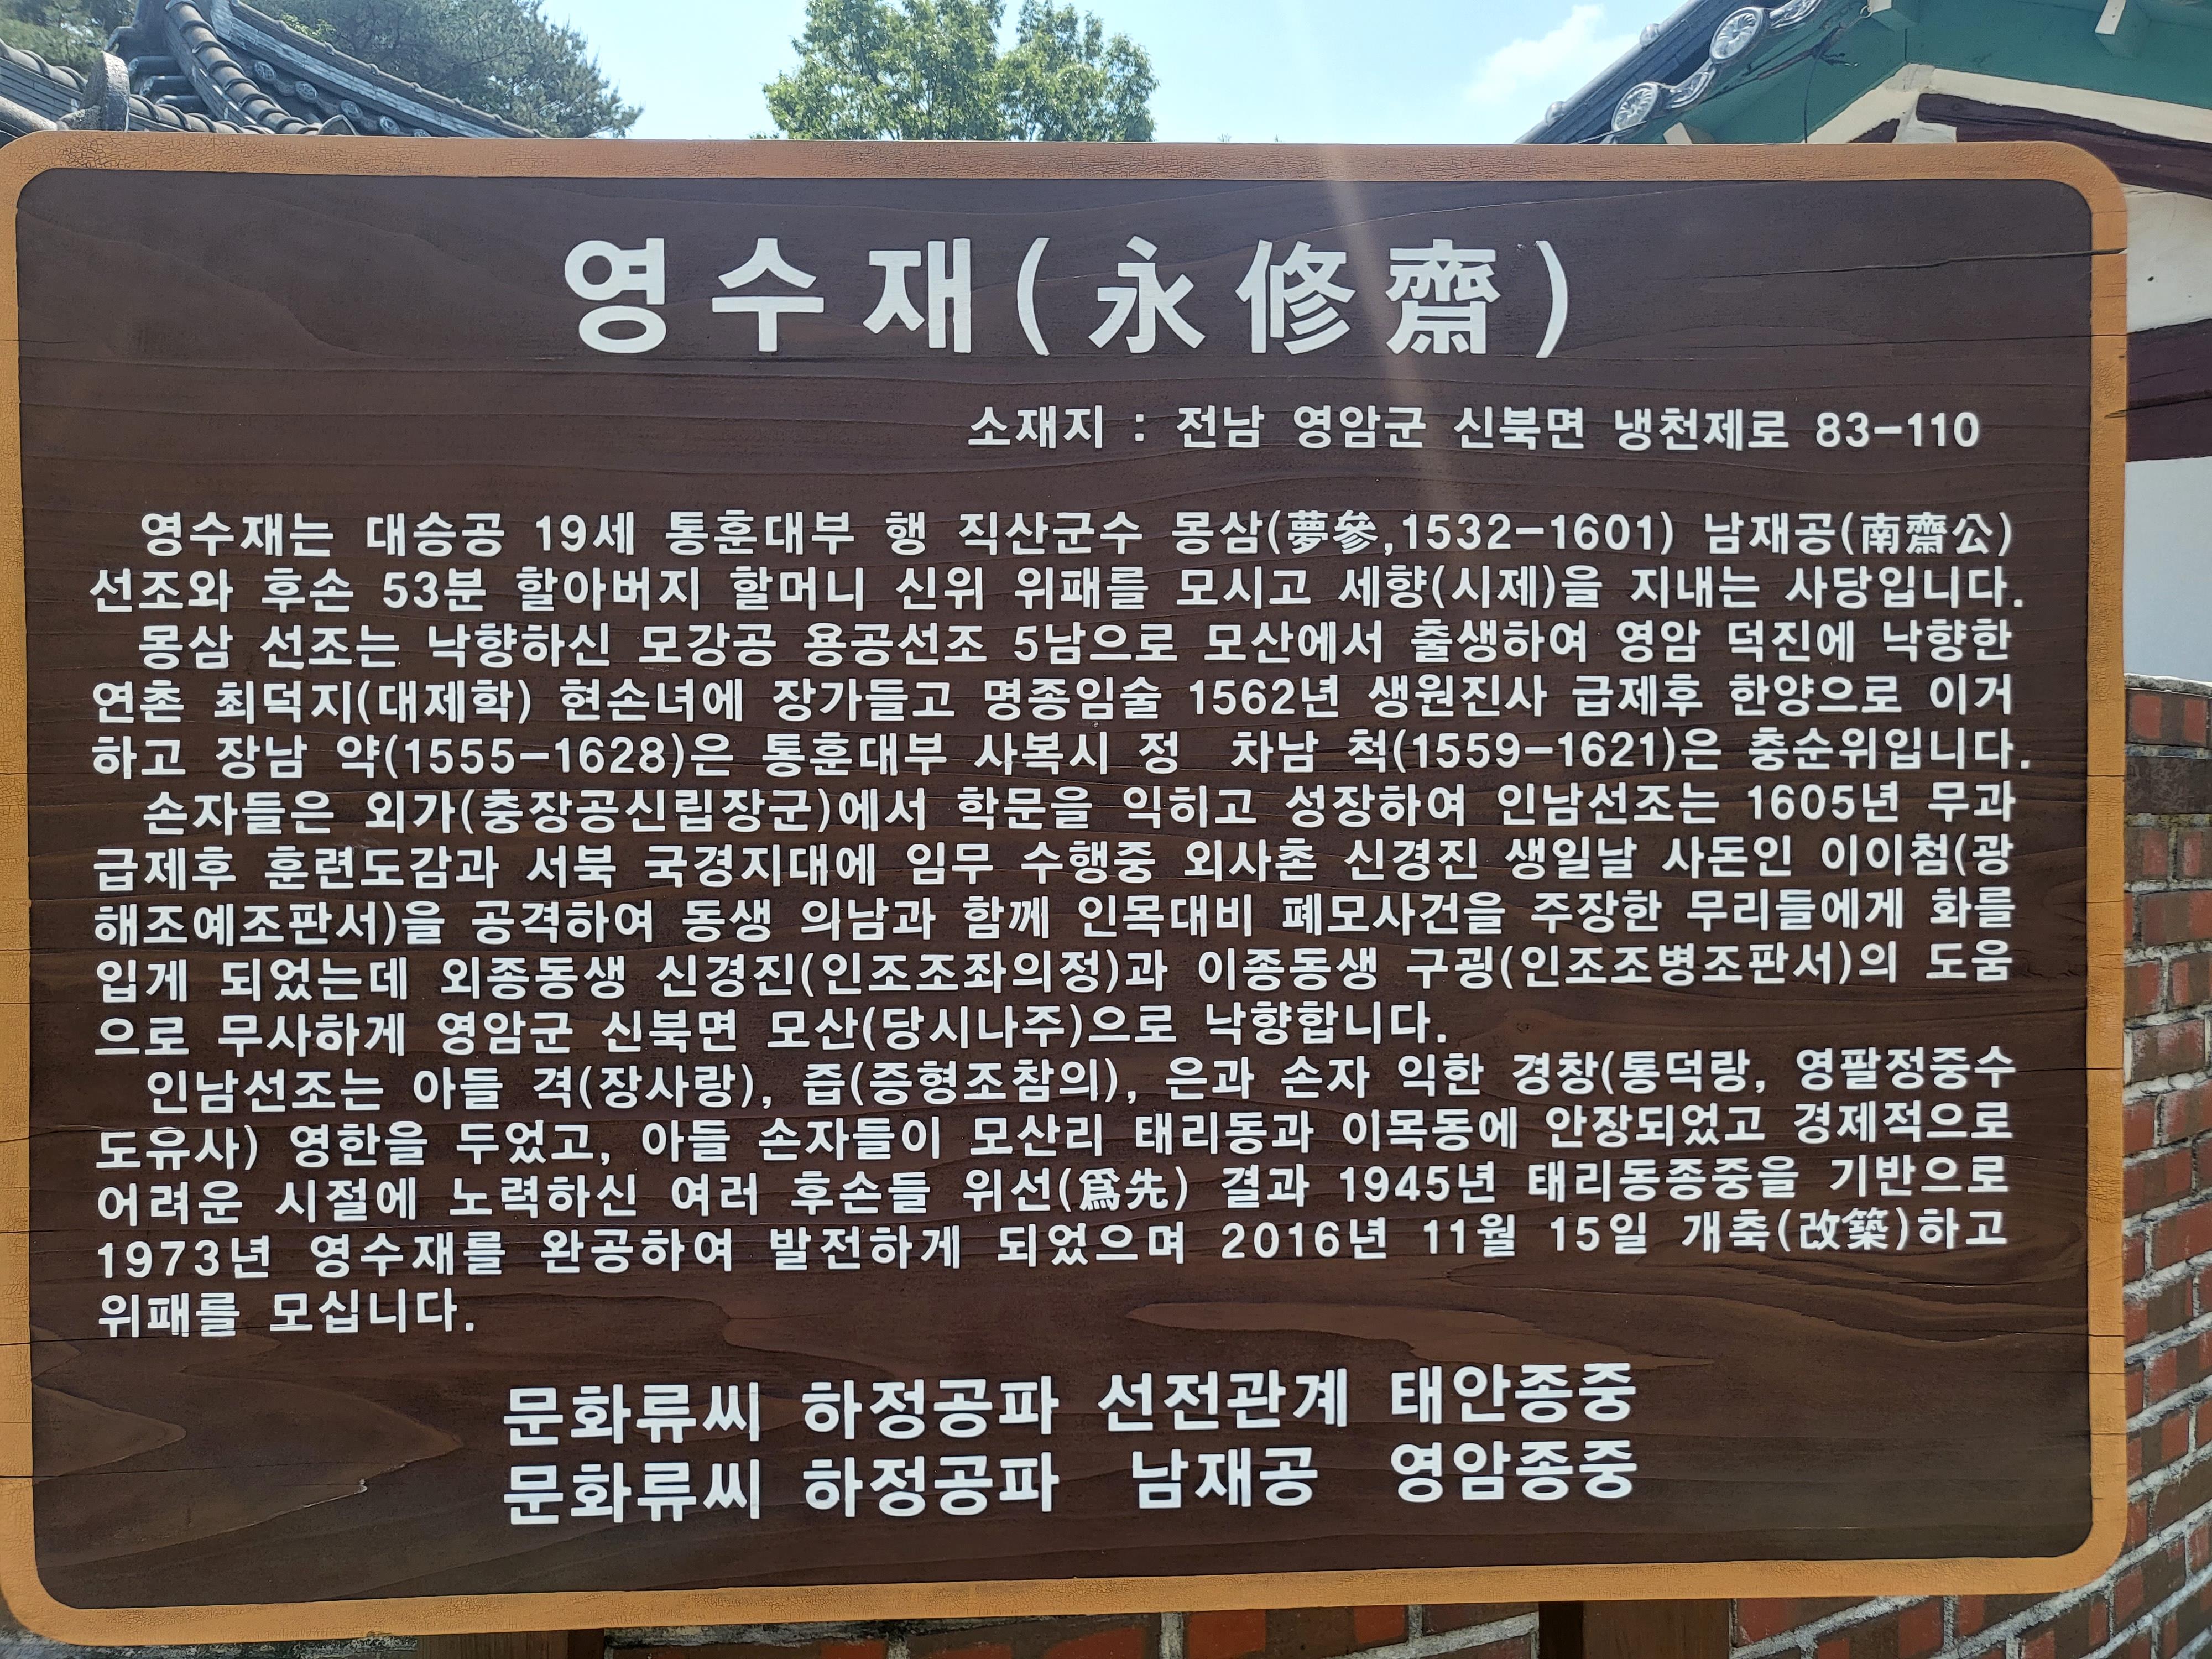 영수재(永修齋)
소재지 : 전남 영암군 신북면 냉천제로 83-110
영수재는 대승공 19세 통훈대부 행 직산군수 몽삼(夢參,1532-1601) 남재공(南齋公)
선조와 후손 53분 할아버지 할머니 신위 위패를 모시고 세향(시제)을 지내는 사당입니다.
몽삼 선조는 낙향하신 모강공 용공선조 5남으로 모산에서 출생하여 영암 덕진에 낙향한
연촌 최덕지(대제학) 현손녀에 장가들고 명종임술 1562년 생원진사 급제후 한양으로 이거
하고 장남 약(1555-1628)은 통훈대부 사복시 정 차남 척(1559-1621)은 충순위입니다.
손자들은 외가(충장공신립장군)에서 학문을 익히고 성장하여 인남선조는 1605년 무과
급제후 훈련도감과 서북 국경지대에 임무 수행중 외사촌 신경진 생일날 사돈인 이이첨(광
해조예조판서)을 공격하여 동생 의남과 함께 인목대비 폐모사건을 주장한 무리들에게 화를
입게 되었는데 외종동생 신경진(인조조좌의정)과 이종동생 구굉(인조조병조판서)의 도움
으로 무사하게 영암군 신북면 모산(당시나주)으로 낙향합니다.
인남선조는 아들 격(장사랑), 즙(증형조참의), 은과 손자 익한 경창(통덕랑, 영팔정중수
도유사) 영한을 두었고, 아들 손자들이 모산리 태리동과 이목동에 안장되었고 경제적으로
어려운 시절에 노력하신 여러 후손들 위선(爲先) 결과 1945년 태리동종중을 기반으로
1973년 영수재를 완공하여 발전하게 되었으며 2016년 11월 15일 개축(改築)하고
위패를 모십니다.
문화류씨 하정공파 선전관계 태안종중
문화류씨 하정공파 남재공 영암종중